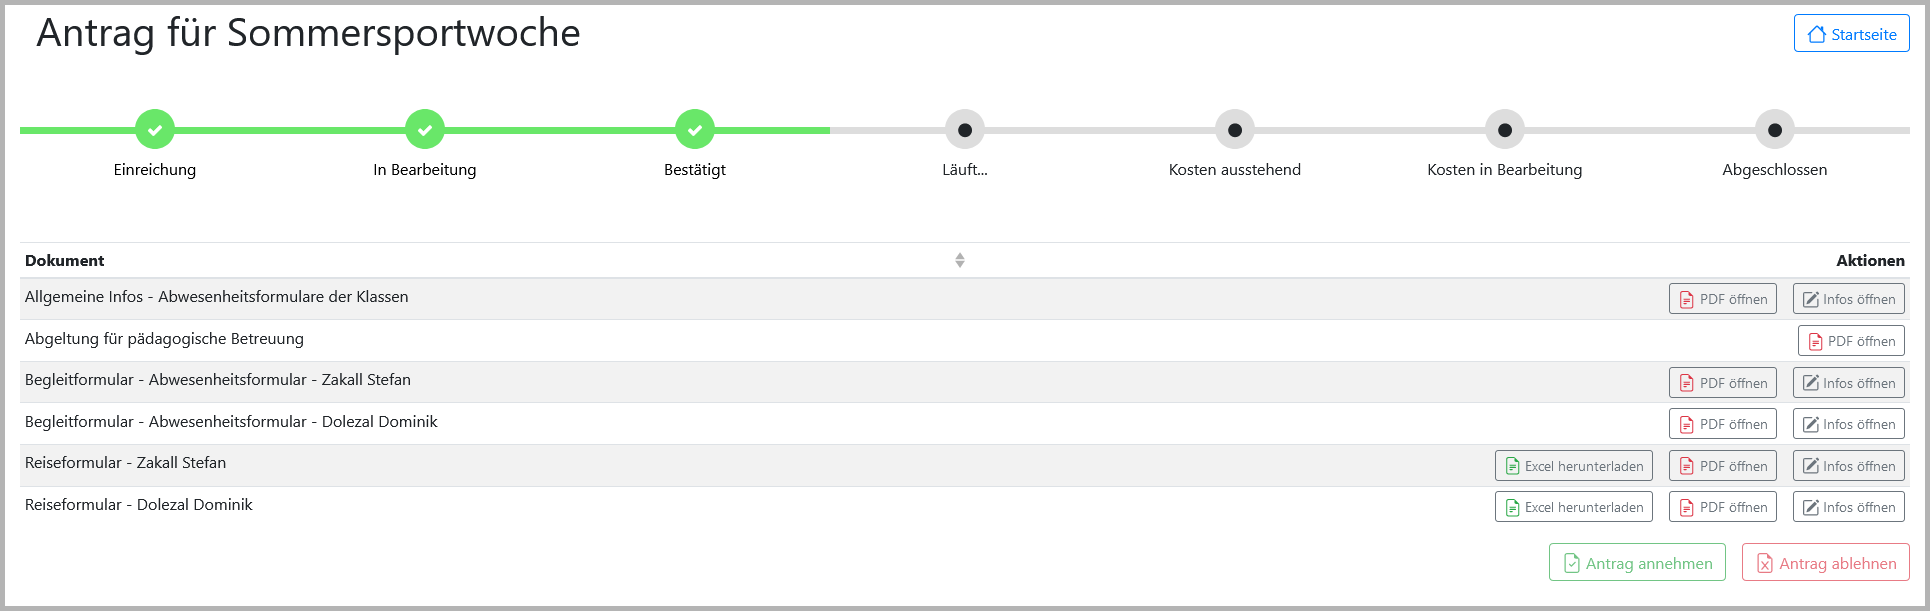 Antrag für Sommersportwoche
Startseite
Einreichung
In Bearbeitung
Bestätigt
Läuft...
Kosten ausstehend
Kosten in Bearbeitung
Abgeschlossen
Dokument Aktionen
Allgemeine Infos - Abwesenheitsformulare der Klassen PDF öffnen Infos öffnen
Abgeltung für pädagogische Betreuung PDF öffnen
Begleitformular - Abwesenheitsformular - Zakall Stefan PDF öffnen Infos öffnen
Begleitformular - Abwesenheitsformular - Dolezal Dominik PDF öffnen Infos öffnen
Reiseformular - Zakall Stefan Excel herunterladen PDF öffnen Infos öffnen
Reiseformular - Dolezal Dominik Excel herunterladen PDF öffnen Infos öffnen
Antrag annehmen Antrag ablehnen